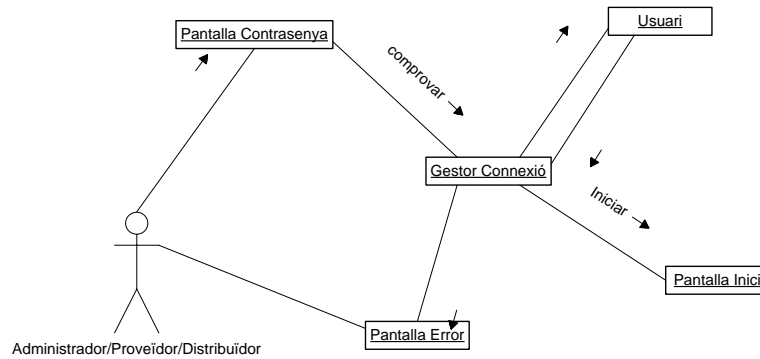 Pantalla Contrasenya
Usuari
comprovar
Gestor Connexió
Iniciar
Pantalla Inici
Pantalla Error
Administrador/Proveïdor/Distribuïdor